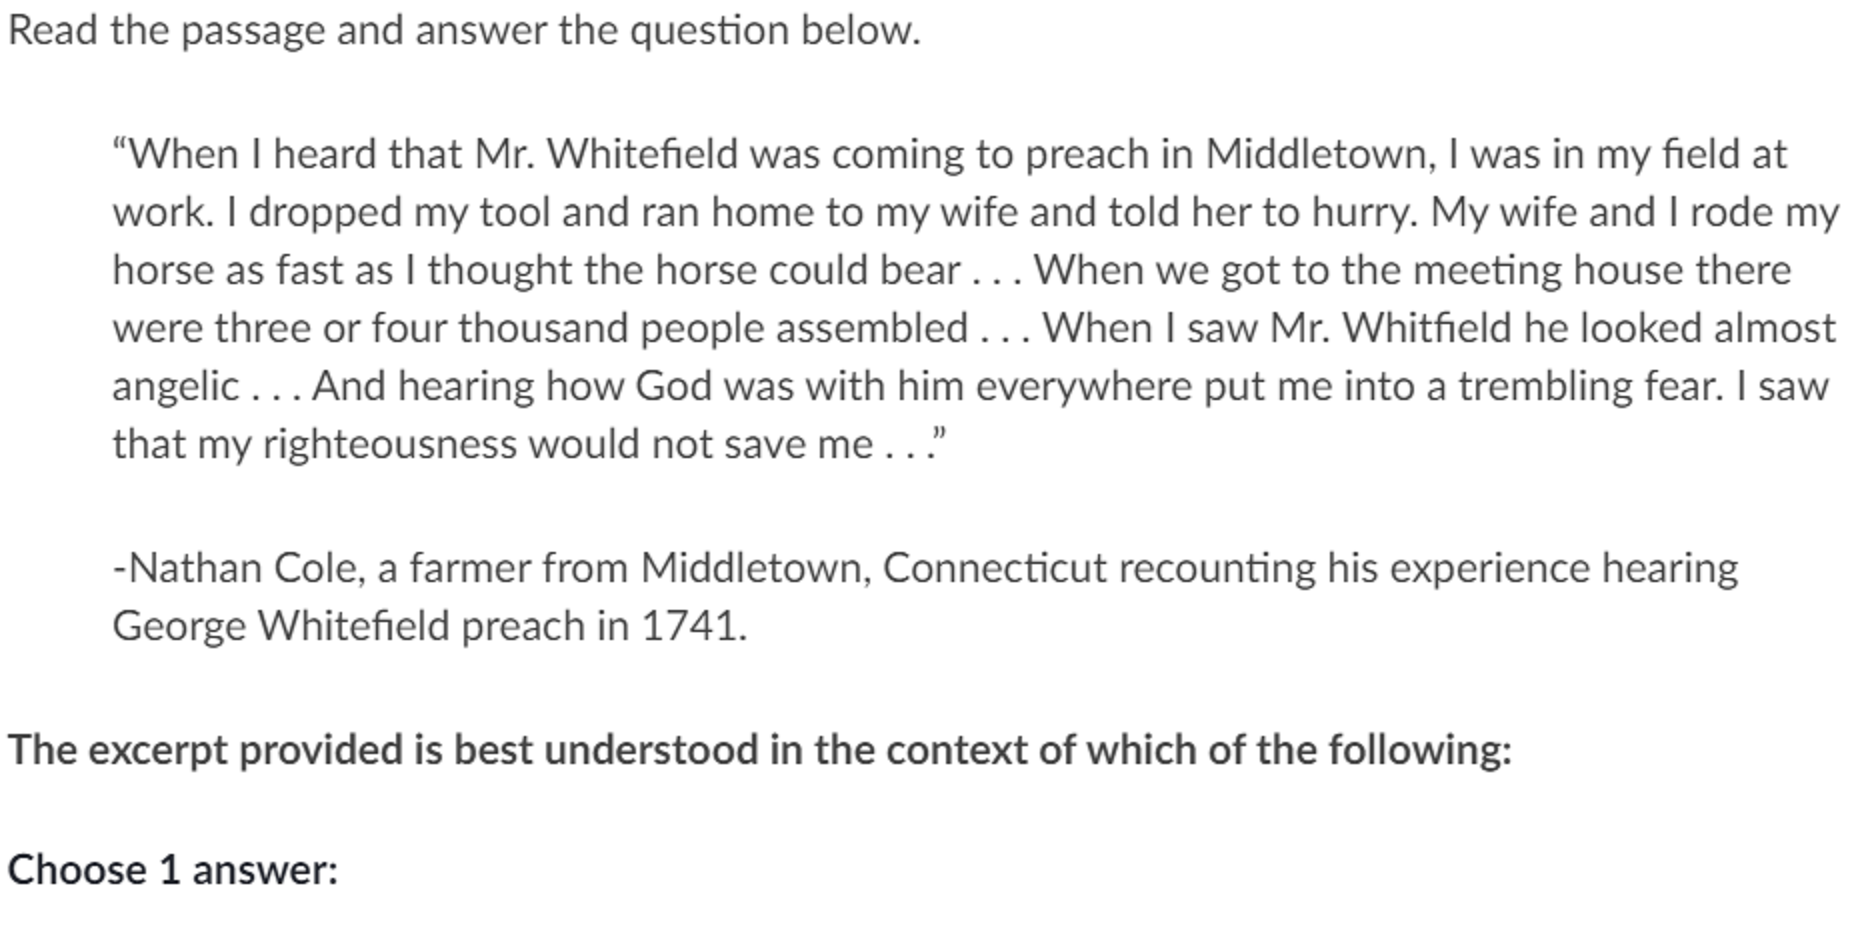 Read the passage and answer the question below.
“When I heard that Mr. Whitefield was coming to preach in Middletown, I was in my field at
work. I dropped my tool and ran home to my wife and told her to hurry. My wife and I rode my
horse as fast as I thought the horse could bear . . . When we got to the meeting house there
were three or four thousand people assembled . . . When I saw Mr. Whitfield he looked almost
angelic . . . And hearing how God was with him everywhere put me into a trembling fear. I saw
that my righteousness would not save me . . .”
-Nathan Cole, a farmer from Middletown, Connecticut recounting his experience hearing
George Whitefield preach in 1741.
The excerpt provided is best understood in the context of which of the following:
Choose 1 answer: